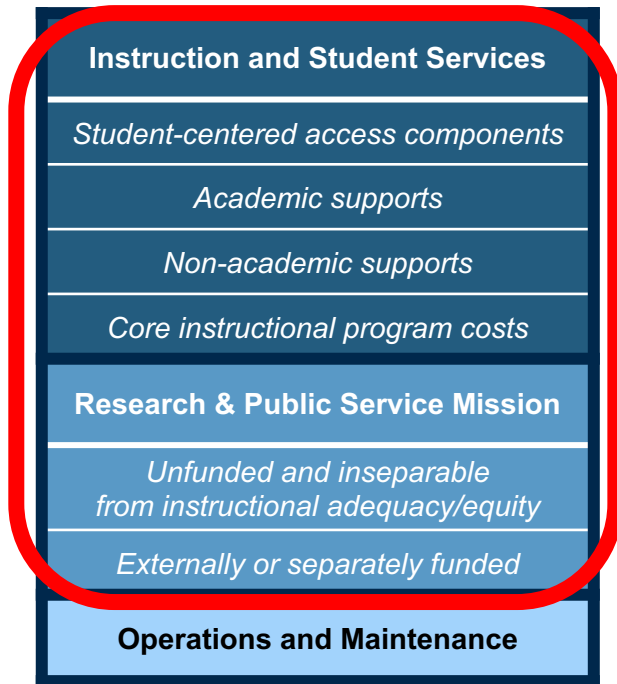 Instruction and Student Services
Student-centered access components
Academic supports
Non-academic supports
Core instructional program costs
Research & Public Service Mission
Unfunded and inseparable
from instructional adequacy/equity
Externally or separately funded
Operations and Maintenance